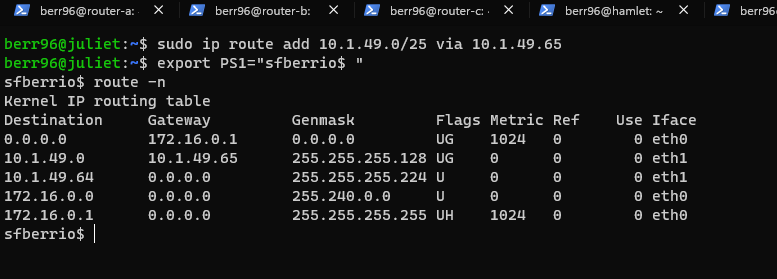 berr96@router-a: berr96@router-b: berr96@router-c: berr96@hamlet: ~
berr96@juliet:~$ sudo ip route add 10.1.49.0/25 via 10.1.49.65
berr96@juliet:~$ export PS1="sfberrio$ "
sfberrio$ route -n
Kernel IP routing table
Destination     Gateway         Genmask         Flags Metric Ref    Use Iface
0.0.0.0         172.16.0.1      0.0.0.0         UG    1024   0        0 eth0
10.1.49.0       10.1.49.65      255.255.255.128 UG    0      0        0 eth1
10.1.49.64      0.0.0.0         255.255.255.224 U     0      0        0 eth1
172.16.0.0      0.0.0.0         255.240.0.0     U     0      0        0 eth0
172.16.0.1      0.0.0.0         255.255.255.255 UH    1024   0        0 eth0
sfberrio$